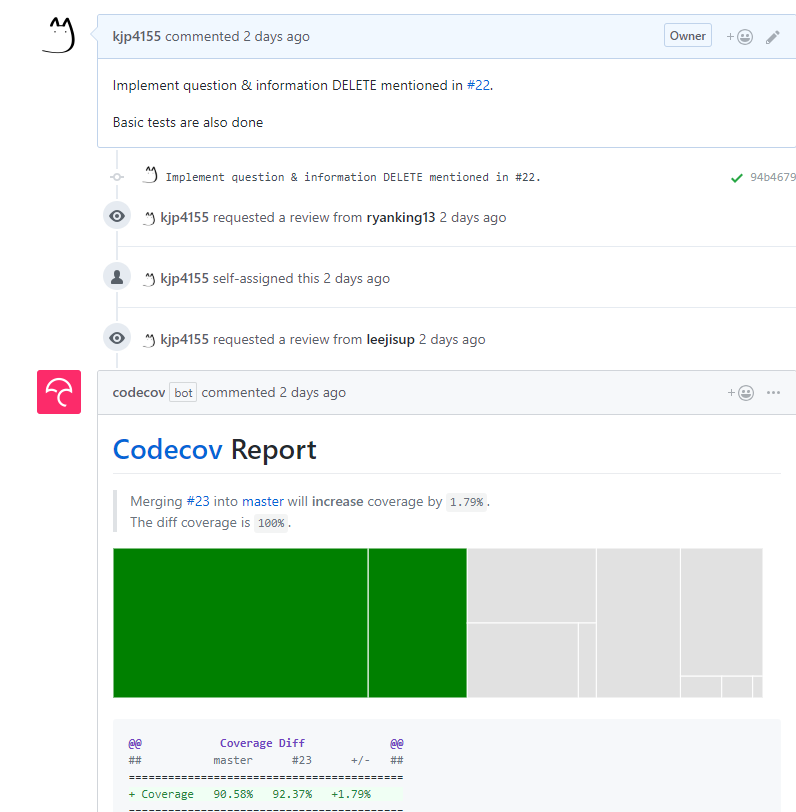 kjp4155 commented 2 days ago Owner +
Implement question & information DELETE mentioned in #22.
Basic tests are also done
Implement question & information DELETE mentioned in #22. 94b4679
kjp4155 requested a review from ryanking13 2 days ago
kjp4155 self-assigned this 2 days ago
kjp4155 requested a review from leejisup 2 days ago
codecov bot commented 2 days ago + ...
Codecov Report
Merging #23 into master will increase coverage by 1.79%.
The diff coverage is 100%.
@@ Coverage Diff @@
## master #23 +/- ##
==========================================
+ Coverage 90.58% 92.37% +1.79%
==========================================